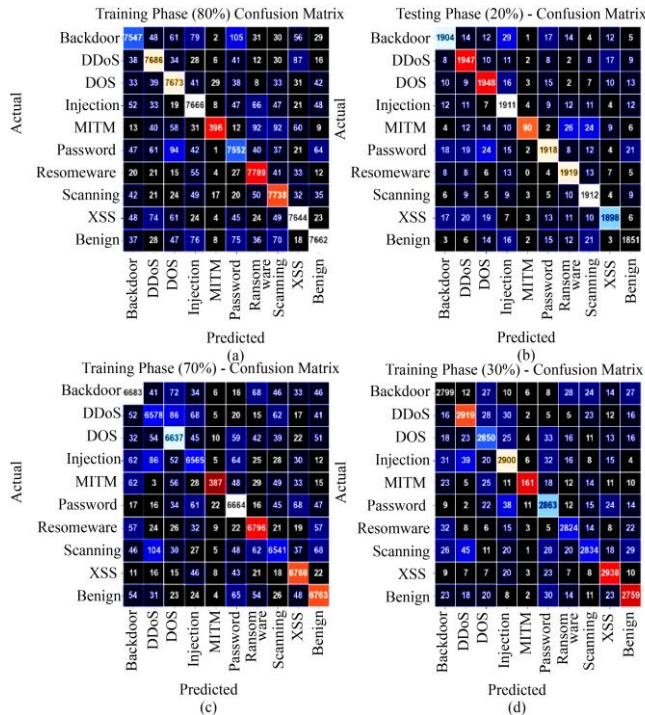 Training Phase (80%) Confusion Matrix
Actual
Backdoor 7547 48 61 79 2 105 31 30 56 29
DDoS 38 7686 34 28 6 41 12 30 87 16
DOS 33 39 7673 41 29 38 8 33 31 42
Injection 52 33 19 7666 4 47 66 47 21 48
MITM 13 40 58 31 396 12 92 92 60 9
Password 47 61 94 42 1 7552 40 37 21 64
Resomeware 20 21 15 54 4 27 7789 41 33 12
Scanning 42 21 24 49 17 20 50 7738 32 35
XSS 48 74 61 24 4 45 24 49 7644 23
Benign 37 28 47 76 8 75 36 70 18 7662
Backdoor DDoS DOS Injection MITM Password Ransom ware Scanning XSS Benign
Predicted
(a)
Testing Phase (20%) - Confusion Matrix
Actual
Backdoor 1904 14 12 29 1 17 14 10 12 5
DDoS 13 1947 11 10 2 9 12 10 12 7
DOS 10 9 1948 16 3 15 2 7 10 13
Injection 12 11 7 1911 4 9 12 11 4 12
MITM 4 12 14 10 90 2 26 24 9 6
Password 18 19 24 15 2 1918 8 12 4 21
Resomeware 8 8 6 13 0 4 1919 9 4 9
Scanning 6 9 5 9 3 5 11 1912 4 9
XSS 17 20 19 7 3 13 11 10 1898 6
Benign 3 6 14 16 2 15 12 21 3 1851
Backdoor DDoS DOS Injection MITM Password Ransom ware Scanning XSS Benign
Predicted
(b)
Training Phase (70%) - Confusion Matrix
Actual
Backdoor 6683 41 72 34 6 16 68 46 33 46
DDoS 52 6578 86 68 5 20 15 62 17 41
DOS 32 54 6637 45 10 59 42 39 22 51
Injection 62 86 52 6565 5 64 25 28 30 12
MITM 62 3 56 28 387 48 29 49 33 15
Password 17 16 34 61 22 6664 16 45 68 47
Resomeware 57 24 26 32 9 22 6796 21 19 57
Scanning 46 104 30 27 5 48 62 6541 37 68
XSS 11 16 15 46 8 43 21 18 6768 22
Benign 54 31 23 24 4 65 54 26 48 6763
Backdoor DDoS DOS Injection MITM Password Ransom ware Scanning XSS Benign
Predicted
(c)
Training Phase (30%) - Confusion Matrix
Actual
Backdoor 2799 12 27 10 6 8 28 24 14 27
DDoS 16 2919 28 30 2 5 5 23 12 16
DOS 18 23 2850 25 4 33 16 11 13 16
Injection 31 39 20 2900 6 32 16 8 15 4
MITM 23 5 25 11 161 12 18 14 11 10
Password 9 2 22 38 11 2863 12 15 24 14
Resomware 32 8 6 15 3 5 2824 14 8 22
Scanning 26 45 11 20 1 28 20 2834 18 29
XSS 9 7 7 20 3 23 7 8 2938 10
Benign 23 18 20 8 2 30 14 11 23 2759
Backdoor DDoS DOS Injection MITM Password Ransom ware Scanning XSS Benign
Predicted
(d)